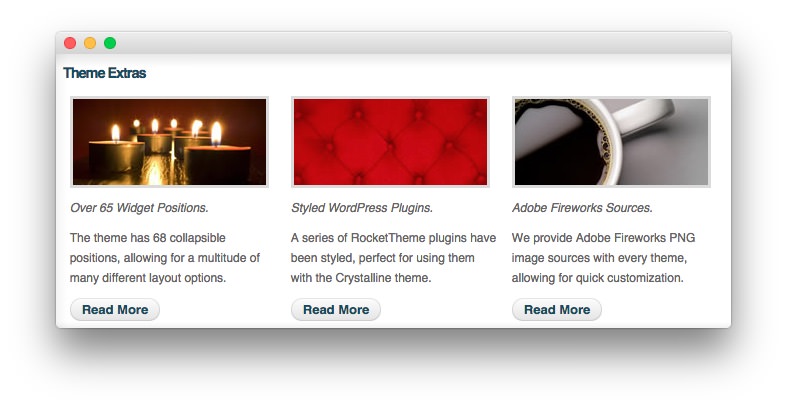 Theme Extras
Over 65 Widget Positions.
The theme has 68 collapsible
positions, allowing for a multitude of
many different layout options.
Read More
Styled WordPress Plugins.
A series of RocketTheme plugins have
been styled, perfect for using them
with the Crystalline theme.
Read More
Adobe Fireworks Sources.
We provide Adobe Fireworks PNG
image sources with every theme,
allowing for quick customization.
Read More